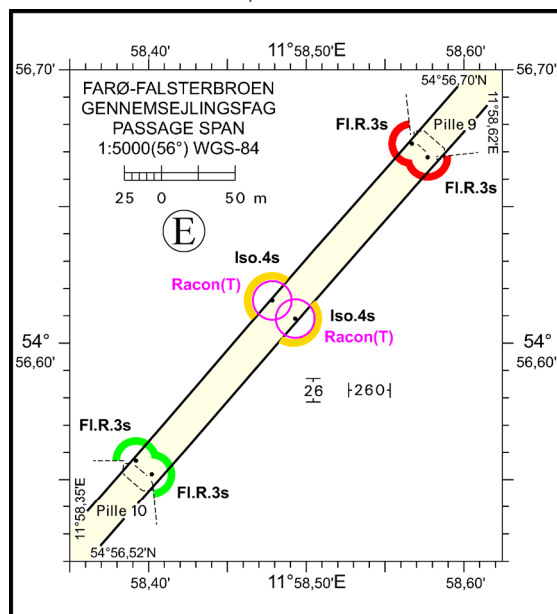 58,40' 11°58,50'E 58,60'
56,70' 56,70'
54°56,70'N
FARØ-FALSTERBROEN
GENNEMSEJLINGSFAG
PASSAGE SPAN
1:5000(56°) WGS-84
25 0 50 m
E
11°58,62'E
Pille 9
Fl.R.3s
Fl.R.3s
Iso.4s
Racon(T)
Iso.4s
Racon(T)
54° 54°
56,60' 56,60'
26 260
Fl.R.3s
Fl.R.3s
11°58,35'E
Pille 10
54°56,52'N
58,40' 11°58,50'E 58,60'